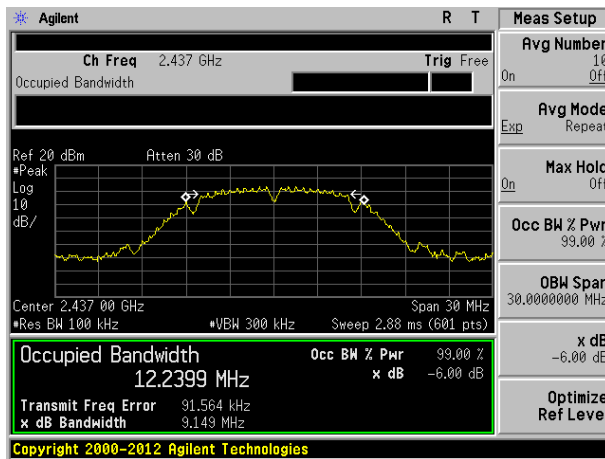 Agilent R T
Ch Freq 2.437 GHz Trig Free
Occupied Bandwidth
Ref 20 dBm Atten 30 dB
#Peak
Log
10
dB/
Center 2.437 00 GHz Span 30 MHz
#Res BW 100 kHz #VBW 300 kHz Sweep 2.88 ms (601 pts)
Occupied Bandwidth Occ BW % Pwr 99.00 %
12.2399 MHz x dB -6.00 dB
Transmit Freq Error 91.564 kHz
x dB Bandwidth 9.149 MHz
Copyright 2000-2012 Agilent Technologies
Meas Setup
Avg Number
10
On Off
Avg Mode
Exp Repeat
Max Hold
On Off
Occ BW % Pwr
99.00 %
OBW Span
30.0000000 MHz
x dB
-6.00 dB
Optimize
Ref Level